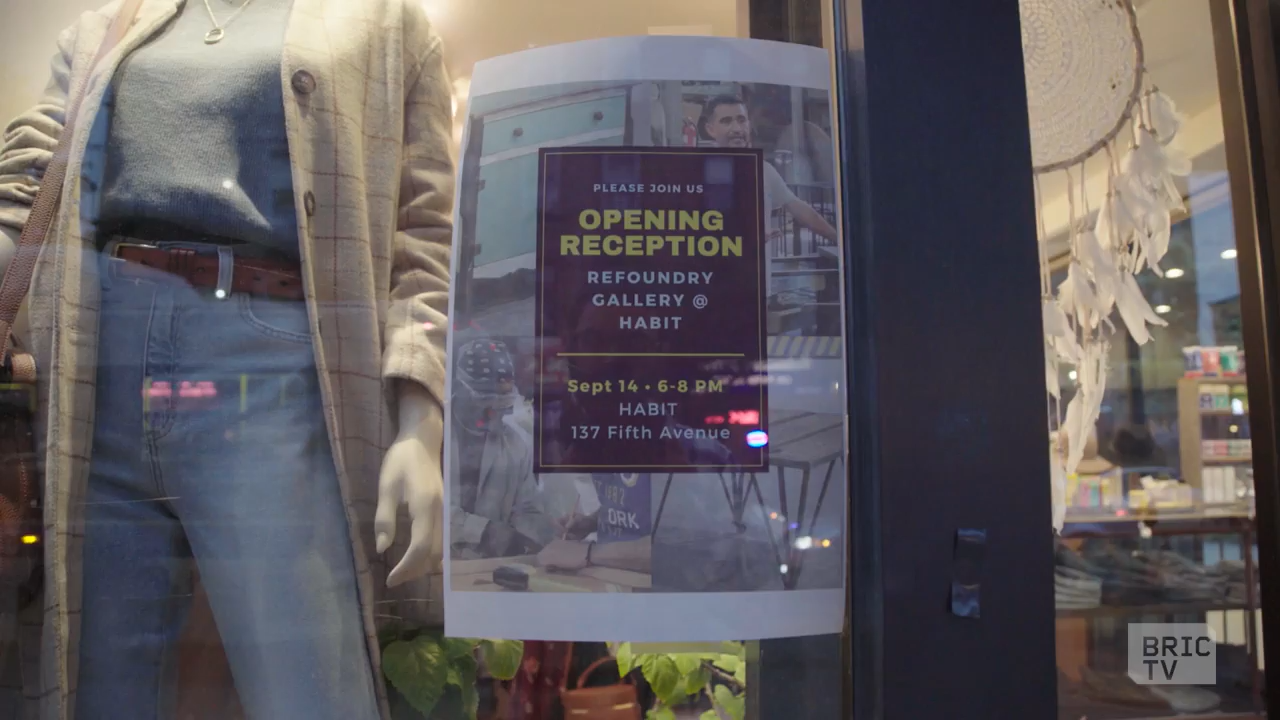 PLEASE JOIN US
OPENING
RECEPTION
REFOUNDRY
GALLERY @
HABIT
Sept 14 • 6-8 PM
HABIT
137 Fifth Avenue
ORK
BRIC
TV